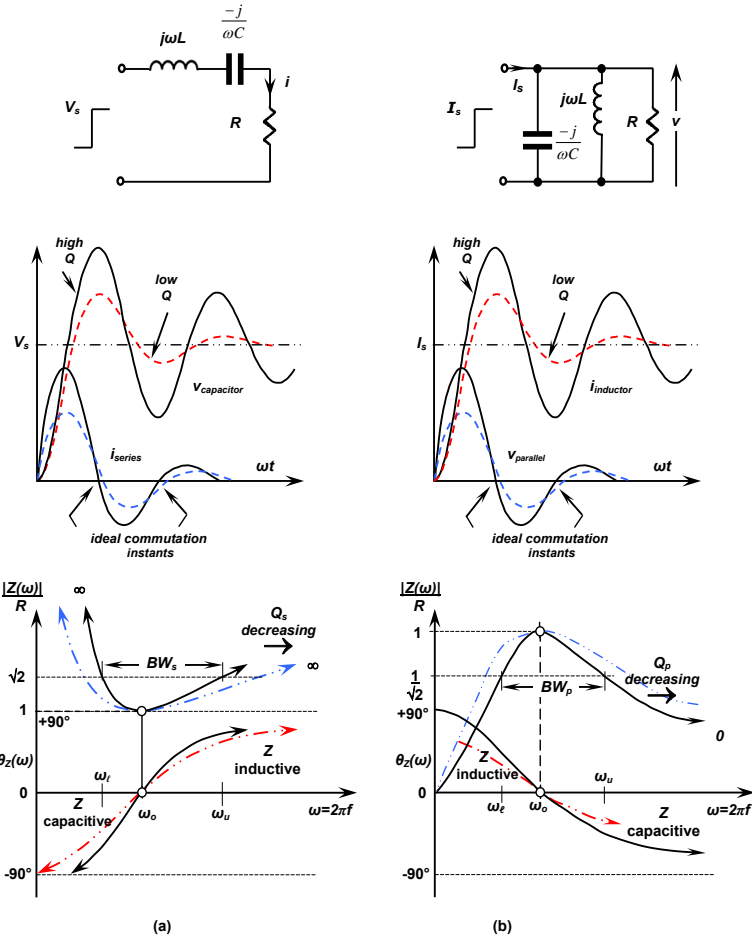 jωL
-j
ωC
i
V_s
R
I_s
I_s
jωL
-j
ωC
R
v
high
Q
low
Q
V_s
v_capacitor
i_series
ωt
ideal commutation
instants
high
Q
low
Q
I_s
i_inductor
v_parallel
ωt
ideal commutation
instants
|Z(ω)|
R
∞
Q_s
decreasing
BW_s
∞
√2
1
+90°
θ_Z(ω)
ω_ℓ
Z
inductive
0
Z
capacitive
ω_o
ω_u
ω=2πf
-90°
(a)
|Z(ω)|
R
1
Q_p
decreasing
1
√2
BW_p
+90°
0
θ_Z(ω)
Z
inductive
ω_u
0
ω_ℓ
ω_o
Z
capacitive
ω=2πf
-90°
(b)